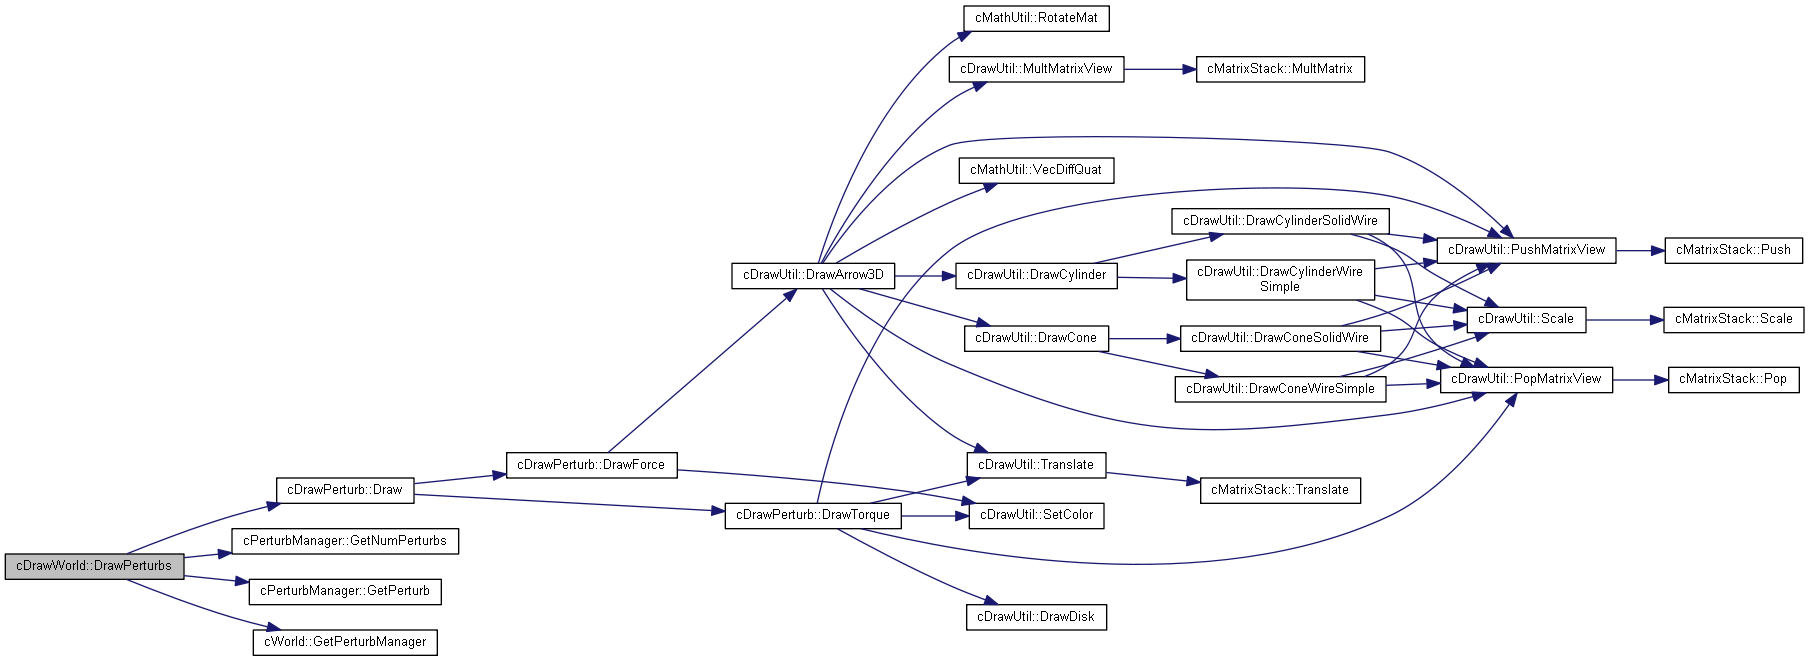 cMathUtil::RotateMat
cDrawUtil::MultMatrixView
cMatrixStack::MultMatrix
cMathUtil::VecDiffQuat
cDrawUtil::DrawCylinderSolidWire
cDrawUtil::PushMatrixView
cMatrixStack::Push
cDrawUtil::DrawArrow3D
cDrawUtil::DrawCylinder
cDrawUtil::DrawCylinderWire
Simple
cDrawUtil::Scale
cMatrixStack::Scale
cDrawUtil::DrawCone
cDrawUtil::DrawConeSolidWire
cDrawUtil::DrawConeWireSimple
cDrawUtil::PopMatrixView
cMatrixStack::Pop
cDrawPerturb::DrawForce
cDrawUtil::Translate
cMatrixStack::Translate
cDrawPerturb::Draw
cDrawPerturb::DrawTorque
cDrawUtil::SetColor
cPerturbManager::GetNumPerturbs
cDrawWorld::DrawPerturbs
cPerturbManager::GetPerturb
cDrawUtil::DrawDisk
cWorld::GetPerturbManager